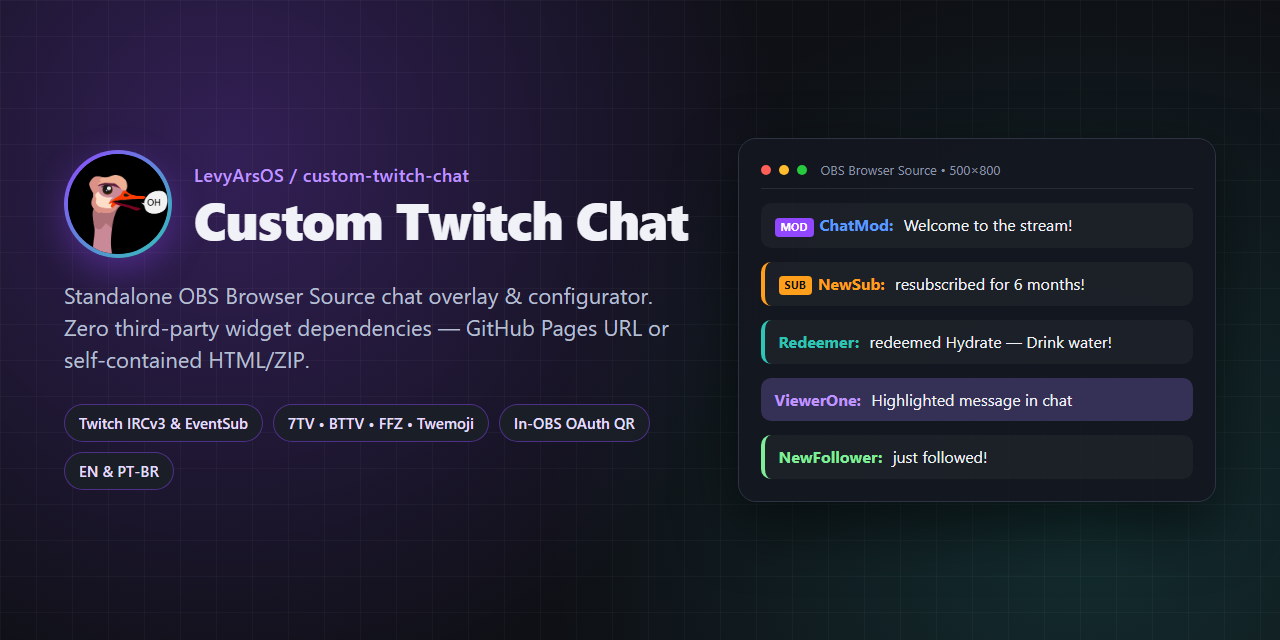 OH
LevyArsOS / custom-twitch-chat
Custom Twitch Chat
Standalone OBS Browser Source chat overlay & configurator.
Zero third-party widget dependencies — GitHub Pages URL or
self-contained HTML/ZIP.
Twitch IRCv3 & EventSub
7TV • BTTV • FFZ • Twemoji
In-OBS OAuth QR
EN & PT-BR
OBS Browser Source • 500×800
MOD ChatMod: Welcome to the stream!
SUB NewSub: resubscribed for 6 months!
Redeemer: redeemed Hydrate — Drink water!
ViewerOne: Highlighted message in chat
NewFollower: just followed!